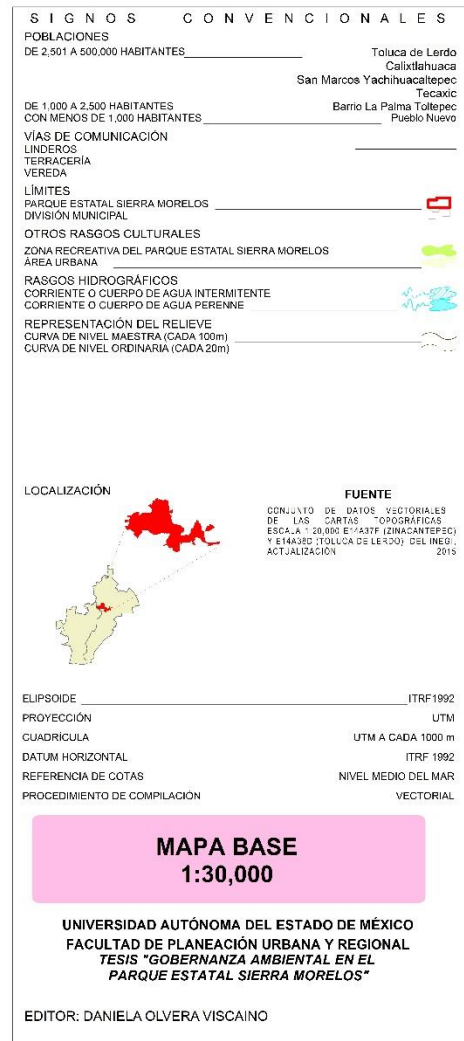 SIGNOS CONVENCIONALES
POBLACIONES
DE 2,501 A 500,000 HABITANTES Toluca de Lerdo
Calixtlahuaca
San Marcos Yachihuacaltepec
Tecaxic
DE 1,000 A 2,500 HABITANTES Barrio La Palma Toltepec
CON MENOS DE 1,000 HABITANTES Pueblo Nuevo
VÍAS DE COMUNICACIÓN
LINDEROS
TERRACERÍA
VEREDA
LÍMITES
PARQUE ESTATAL SIERRA MORELOS
DIVISIÓN MUNICIPAL
OTROS RASGOS CULTURALES
ZONA RECREATIVA DEL PARQUE ESTATAL SIERRA MORELOS
ÁREA URBANA
RASGOS HIDROGRÁFICOS
CORRIENTE O CUERPO DE AGUA INTERMITENTE
CORRIENTE O CUERPO DE AGUA PERENNE
REPRESENTACIÓN DEL RELIEVE
CURVA DE NIVEL MAESTRA (CADA 100m)
CURVA DE NIVEL ORDINARIA (CADA 20m)
LOCALIZACIÓN
FUENTE
CONJUNTO DE DATOS VECTORIALES
DE LAS CARTAS TOPOGRÁFICAS
ESCALA 1:20,000 E14A37F (ZINACANTEPEC)
Y E14A38D (TOLUCA DE LERDO) DEL INEGI,
ACTUALIZACIÓN 2015
ELIPSOIDE ITRF1992
PROYECCIÓN UTM
CUADRÍCULA UTM A CADA 1000 m
DATUM HORIZONTAL ITRF 1992
REFERENCIA DE COTAS NIVEL MEDIO DEL MAR
PROCEDIMIENTO DE COMPILACIÓN VECTORIAL
MAPA BASE
1:30,000
UNIVERSIDAD AUTÓNOMA DEL ESTADO DE MÉXICO
FACULTAD DE PLANEACIÓN URBANA Y REGIONAL
TESIS "GOBERNANZA AMBIENTAL EN EL
PARQUE ESTATAL SIERRA MORELOS"
EDITOR: DANIELA OLVERA VISCAINO